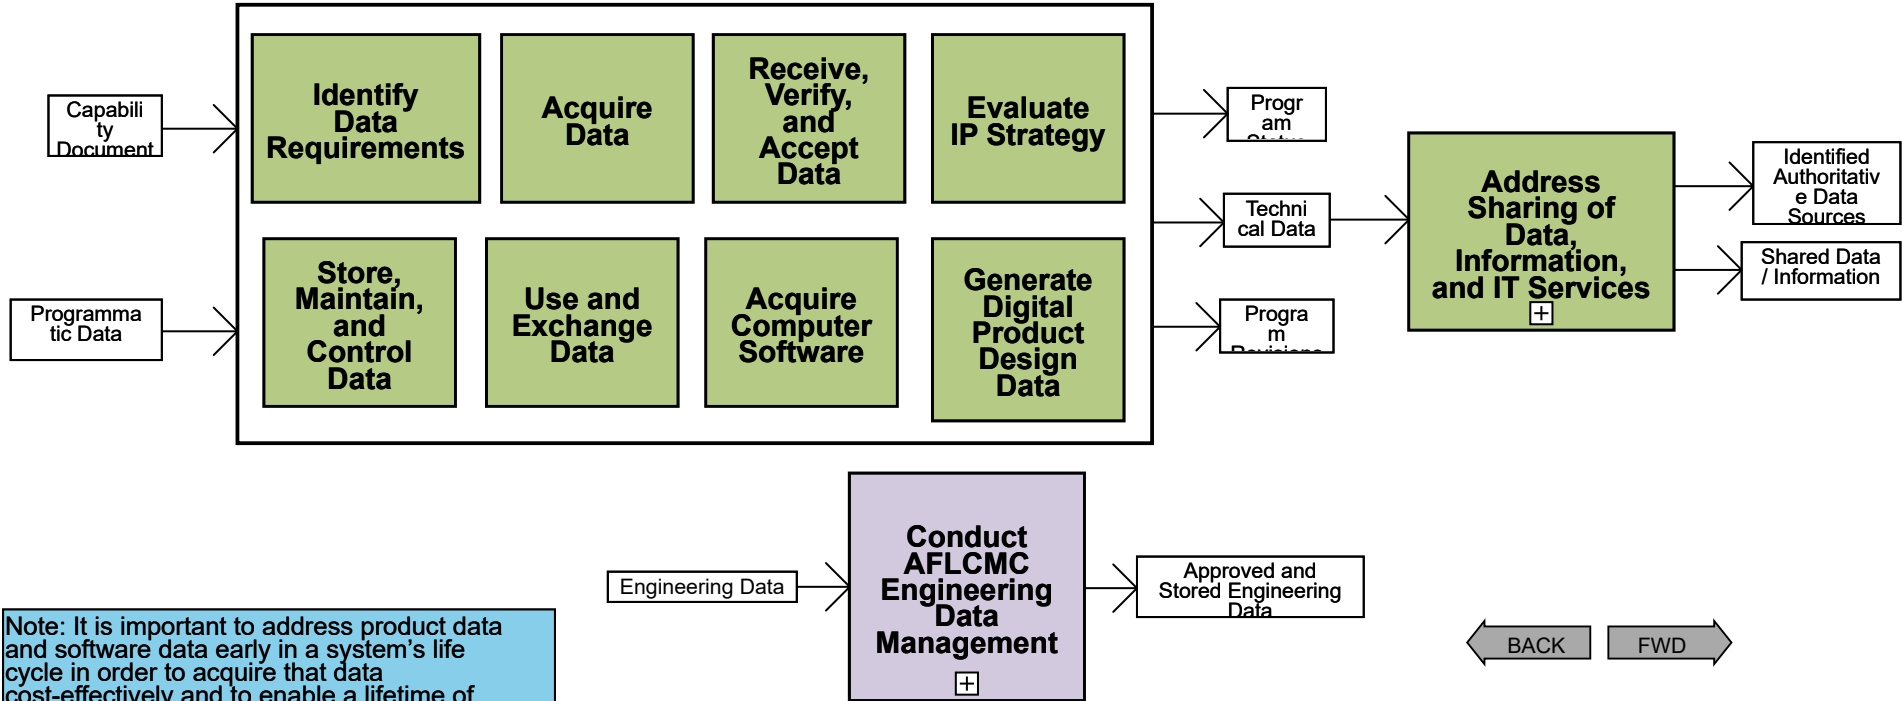 Capabili
ty
Document
Programma
tic Data
Identify
Data
Requirements
Acquire
Data
Receive,
Verify,
and
Accept
Data
Evaluate
IP Strategy
Store,
Maintain,
and
Control
Data
Use and
Exchange
Data
Acquire
Computer
Software
Generate
Digital
Product
Design
Data
Progr
am
Status
Techni
cal Data
Progra
m
Revisions
Address
Sharing of
Data,
Information,
and IT Services
Identified
Authoritativ
e Data
Sources
Shared Data
/ Information
Engineering Data
Conduct
AFLCMC
Engineering
Data
Management
Approved and
Stored Engineering
Data
Note: It is important to address product data
and software data early in a system's life
cycle in order to acquire that data
cost-effectively and to enable a lifetime of
BACK
FWD